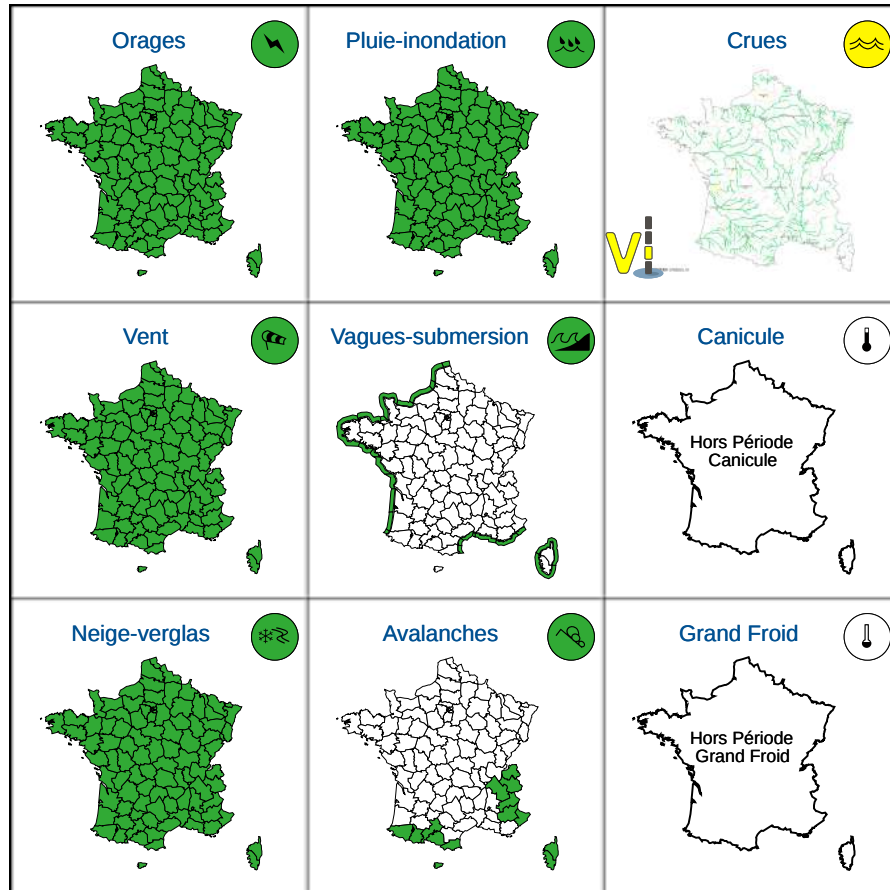 Orages
Pluie-inondation
Crues
Vi
Vent
Vagues-submersion
Canicule
Hors Période
Canicule
Neige-verglas
Avalanches
Grand Froid
Hors Période
Grand Froid